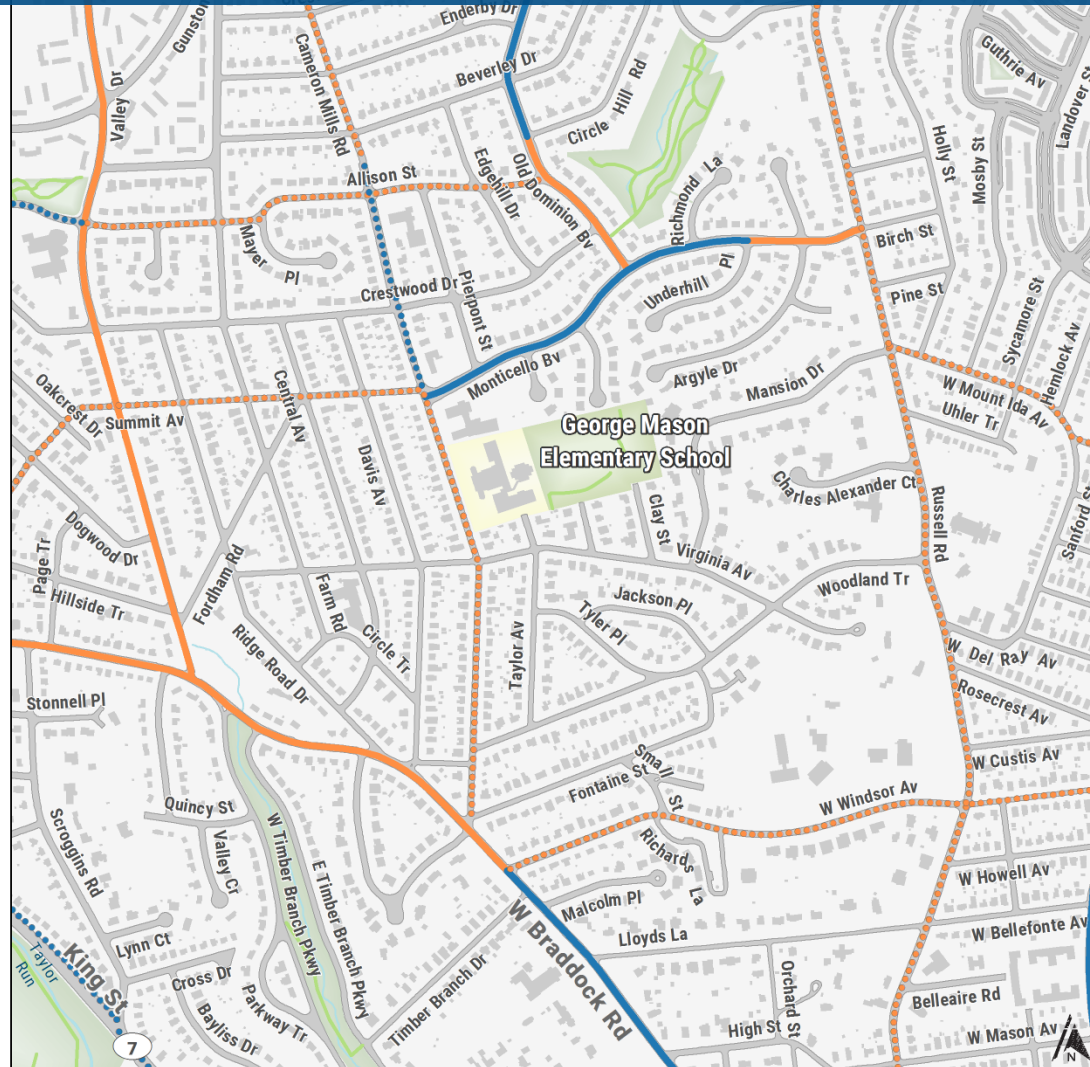 Enderby Dr
Gunsto
Cameron Mills Rd
Beverley Dr
Guthrie Av
Landover St
Valley Dr
Circle Hill Rd
Holly St
Mosby St
Allison St
Edgehill Dr
Old Dominion Bv
Richmond La
Birch St
Mayer Pl
Crestwood Dr
Pierpont St
Underhill Pl
Pine St
Sycamore St
Hemlock Av
Monticello Bv
Argyle Dr
Mansion Dr
W Mount Ida Av
Uhler Tr
Oakcrest Dr
Summit Av
Central Av
Davis Av
George Mason
Elementary School
Charles Alexander Ct
Russell Rd
Sanford St
Clay St
Dogwood Dr
Page Tr
Hillside Tr
Fordham Rd
Farm Rd
Circle Tr
Virginia Av
Woodland Tr
Jackson Pl
Tyler Pl
Taylor Av
Ridge Road Dr
W Del Ray Av
Rosecrest Av
Stonnell Pl
W Custis Av
Small St
Fontaine St
W Windsor Av
Quincy St
Scroggins Rd
Valley Cr
W Timber Branch Pkwy
E Timber Branch Pkwy
Richards La
Malcolm Pl
W Howell Av
W Braddock Rd
Lloyds La
W Bellefonte Av
Lynn Ct
King St
Taylor
Run
Cross Dr
Parkway Tr
Bayliss Dr
Timber Branch Dr
Orchard St
Belleaire Rd
High St
W Mason Av
7
N